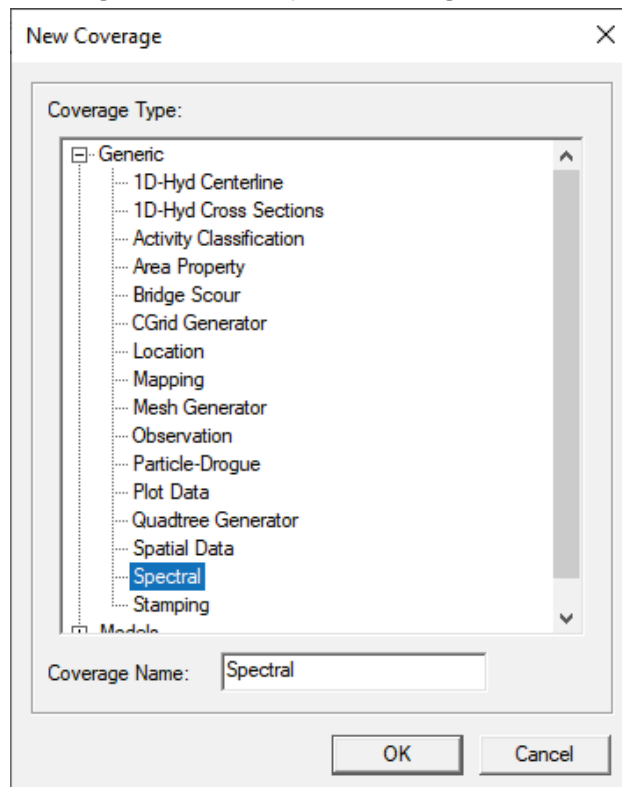 New Coverage
Coverage Type:
Generic
1D-Hyd Centerline
1D-Hyd Cross Sections
Activity Classification
Area Property
Bridge Scour
CGrid Generator
Location
Mapping
Mesh Generator
Observation
Particle-Drogue
Plot Data
Quadtree Generator
Spatial Data
Spectral
Stamping
Models
Coverage Name: Spectral
OK Cancel